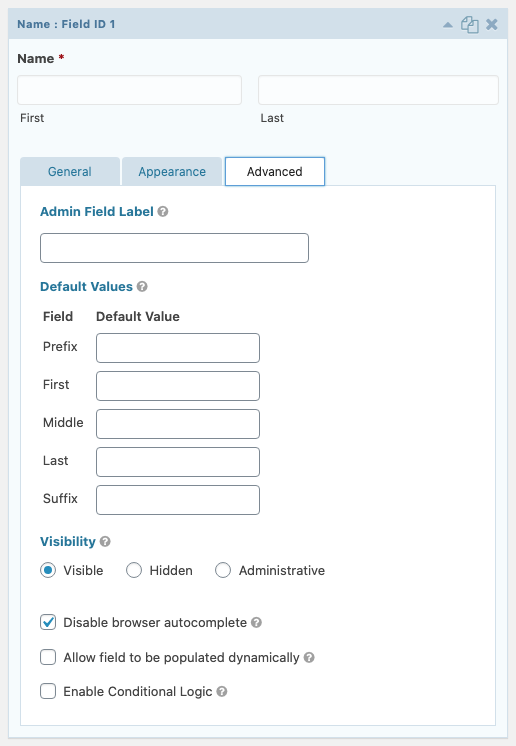 Name : Field ID 1
Name *
First Last
General Appearance Advanced
Admin Field Label ?
Default Values ?
Field Default Value
Prefix
First
Middle
Last
Suffix
Visibility ?
Visible Hidden Administrative
Disable browser autocomplete ?
Allow field to be populated dynamically ?
Enable Conditional Logic ?